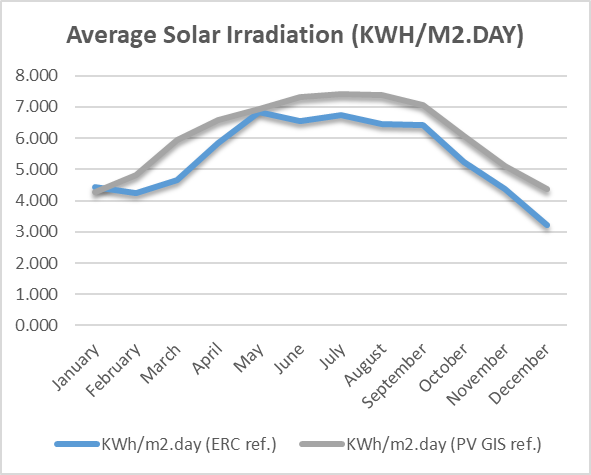 Average Solar Irradiation (KWH/M2.DAY)
8.000
7.000
6.000
5.000
4.000
3.000
2.000
1.000
0.000
January
February
March
April
May
June
July
August
September
October
November
December
KWh/m2.day (ERC ref.)
KWh/m2.day (PV GIS ref.)